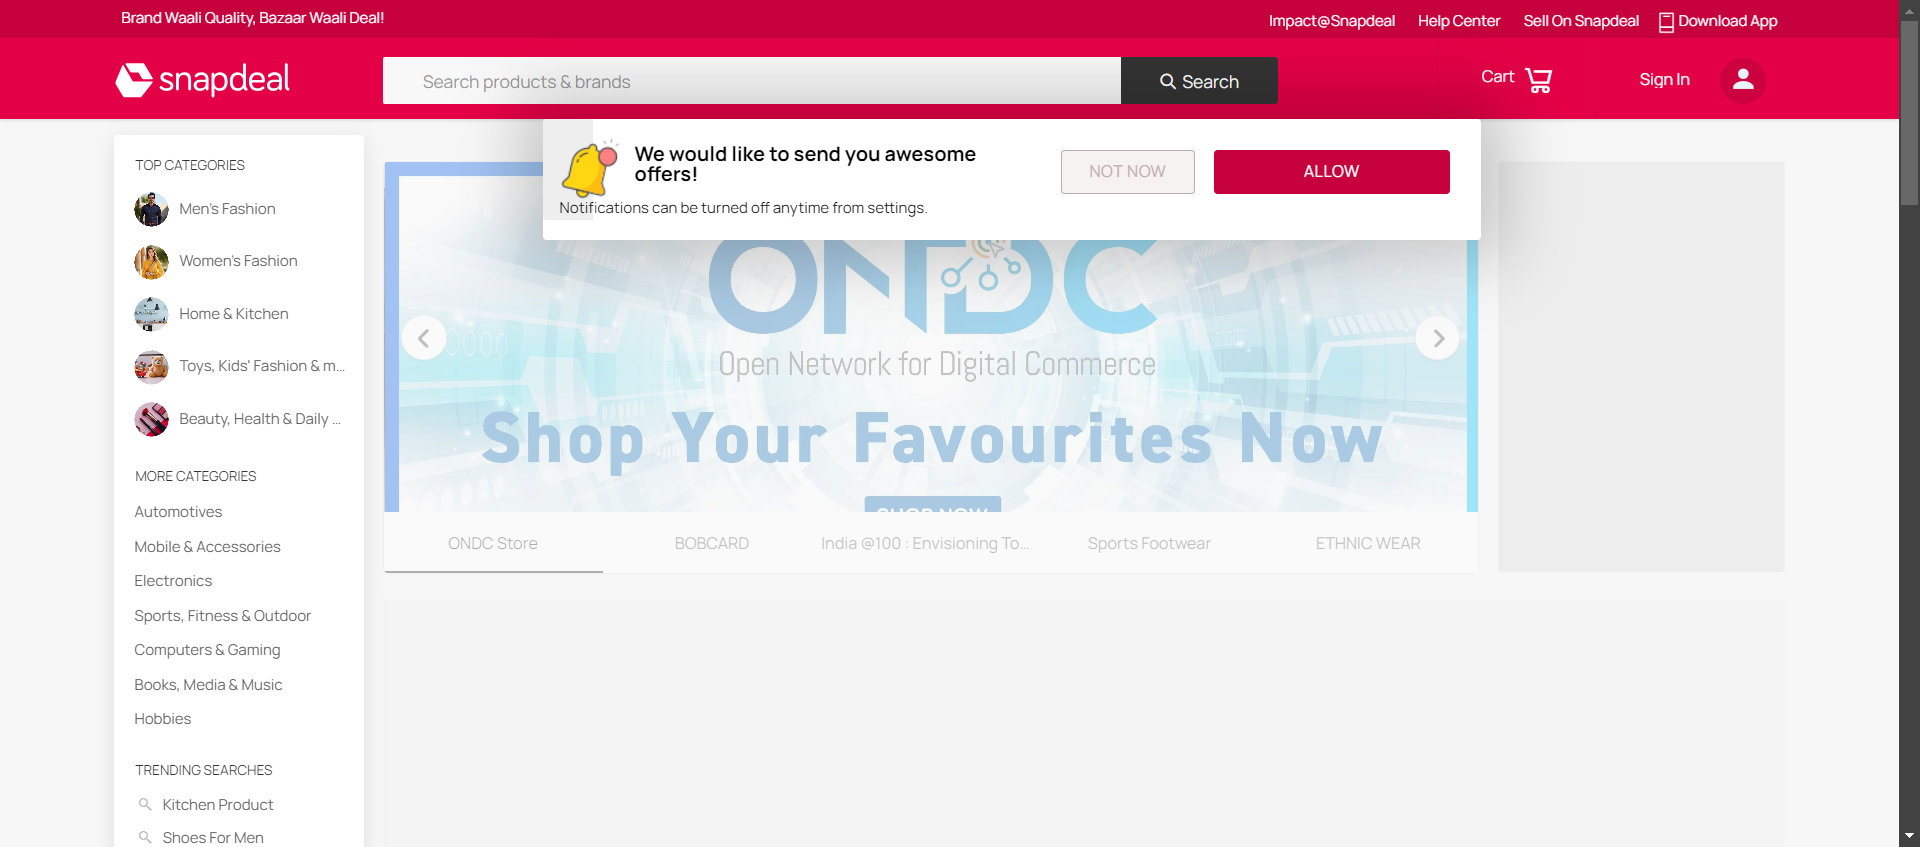 Brand Waali Quality, Bazaar Waali Deal!
Impact@Snapdeal
Help Center
Sell On Snapdeal
Download App
snapdeal
Search products & brands
Search
Cart
Sign In
We would like to send you awesome
offers!
Notifications can be turned off anytime from settings.
NOT NOW
ALLOW
TOP CATEGORIES
Men's Fashion
Women's Fashion
Home & Kitchen
Toys, Kids' Fashion & m...
Beauty, Health & Daily ...
MORE CATEGORIES
Automotives
Mobile & Accessories
Electronics
Sports, Fitness & Outdoor
Computers & Gaming
Books, Media & Music
Hobbies
TRENDING SEARCHES
Kitchen Product
Shoes For Men
ONDC
Open Network for Digital Commerce
Shop Your Favourites Now
SHOP NOW
ONDC Store
BOBCARD
India @100 : Envisioning To...
Sports Footwear
ETHNIC WEAR